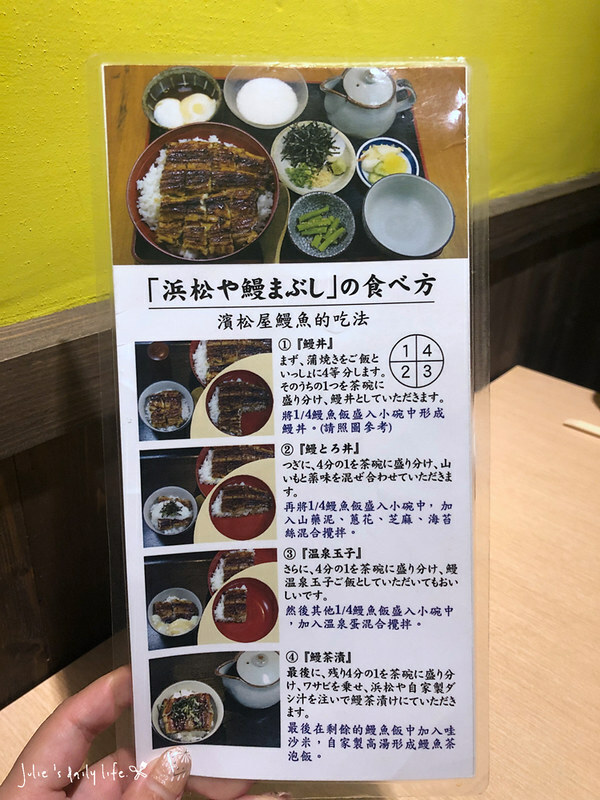 「浜松や鰻まぶし」の食べ方
濱松屋鰻魚的吃法
①『鰻丼』
まず、蒲焼きをご飯と
いっしょに4等分します。
そのうちの1つを茶碗に
盛り分け、鰻丼としていただきます。
將1/4鰻魚飯盛入小碗中形成
鰻丼。(請照圖參考)
1 4
2 3
②『鰻とろ丼』
つぎに、4分の1を茶碗に盛り分け、山
いもと薬味を混ぜ合わせていただきま
す。
再將1/4鰻魚飯盛入小碗中，加
入山藥泥、蔥花、芝麻、海苔
絲混合攪拌。
③『温泉玉子』
さらに、4分の1を茶碗に盛り分け、鰻
温泉玉子ご飯としていただいてもおい
しいです。
然後其他1/4鰻魚飯盛入小碗中
，加入溫泉蛋混合攪拌。
④『鰻茶漬』
最後に、残り4分の1を茶碗に盛り分
け、ワサビを乗せ、浜松や自家製ダ
シ汁を注いで鰻茶漬けにていただき
ます。
最後在剩餘的鰻魚飯中加入哇
沙米，自家製高湯形成鰻魚茶
泡飯。
Julie's daily life.